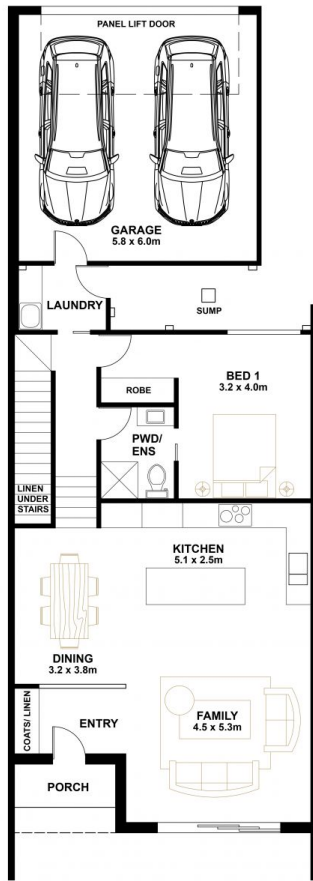 PANEL LIFT DOOR
GARAGE
5.8 x 6.0m
LAUNDRY
SUMP
BED 1
3.2 x 4.0m
ROBE
PWD/
ENS
LINEN
UNDER
STAIRS
KITCHEN
5.1 x 2.5m
DINING
3.2 x 3.8m
COATS/ LINEN
ENTRY
FAMILY
4.5 x 5.3m
PORCH